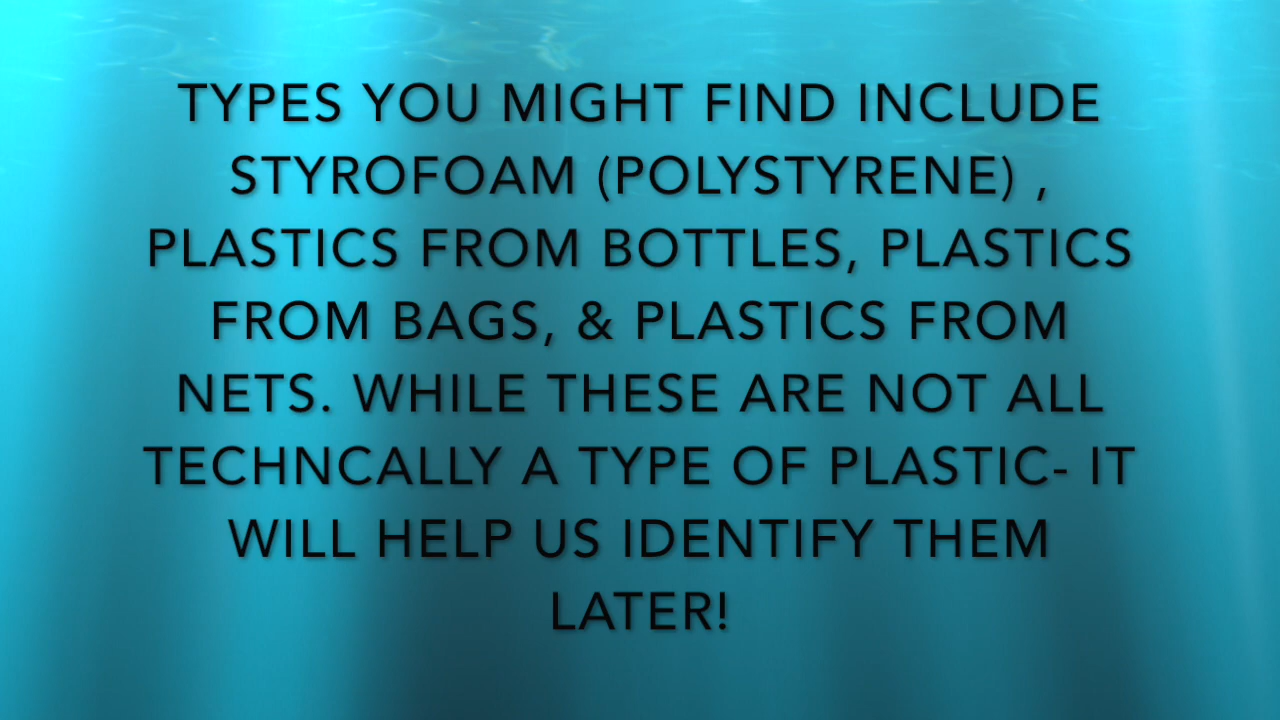 TYPES YOU MIGHT FIND INCLUDE
STYROFOAM (POLYSTYRENE) ,
PLASTICS FROM BOTTLES, PLASTICS
FROM BAGS, & PLASTICS FROM
NETS. WHILE THESE ARE NOT ALL
TECHNCALLY A TYPE OF PLASTIC- IT
WILL HELP US IDENTIFY THEM
LATER!